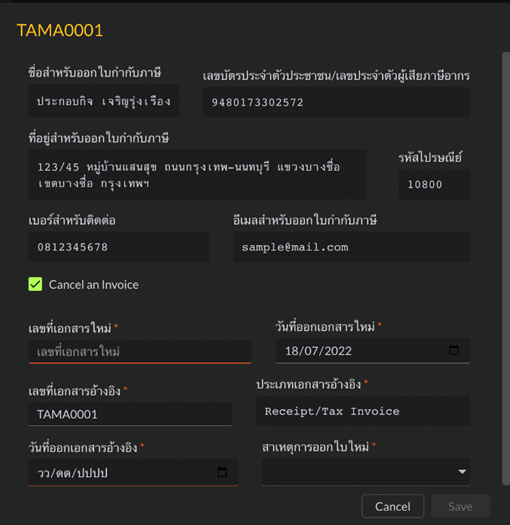 TAMA0001
ชื่อสำหรับออกใบกำกับภาษี
เลขบัตรประจำตัวประชาชน/เลขประจำตัวผู้เสียภาษีอากร
ประกอบกิจ เจริญรุ่งเรือง
9480173302572
ที่อยู่สำหรับออกใบกำกับภาษี
รหัสไปรษณีย์
123/45 หมู่บ้านแสนสุข ถนนกรุงเทพ-นนทบุรี แขวงบางซื่อ
เขตบางซื่อ กรุงเทพฯ
10800
เบอร์สำหรับติดต่อ
อีเมลสำหรับออกใบกำกับภาษี
0812345678
sample@mail.com
Cancel an Invoice
เลขที่เอกสารใหม่ *
วันที่ออกเอกสารใหม่ *
เลขที่เอกสารใหม่
18/07/2022
เลขที่เอกสารอ้างอิง *
ประเภทเอกสารอ้างอิง *
TAMA0001
Receipt/Tax Invoice
วันที่ออกเอกสารอ้างอิง *
สาเหตุการออกใบใหม่ *
วว/ดด/ปปปป
Cancel
Save